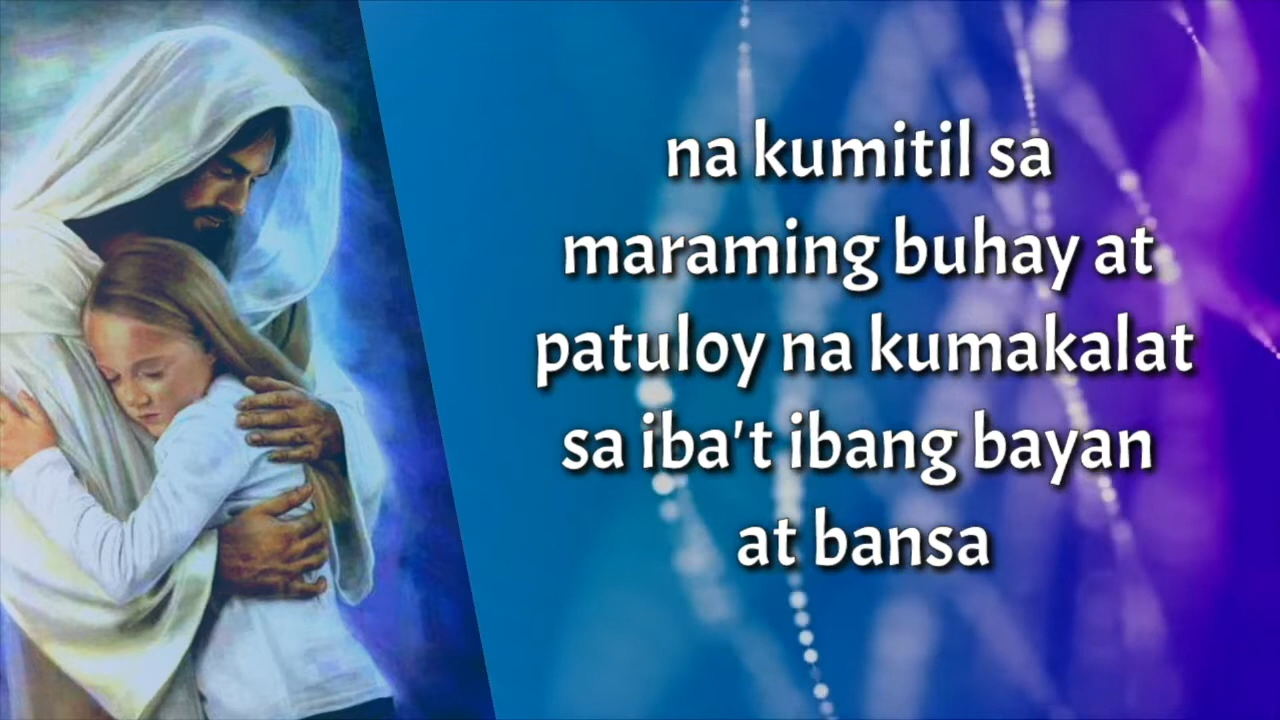 na kumitil sa
maraming buhay at
patuloy na kumakalat
sa iba't ibang bayan
at bansa